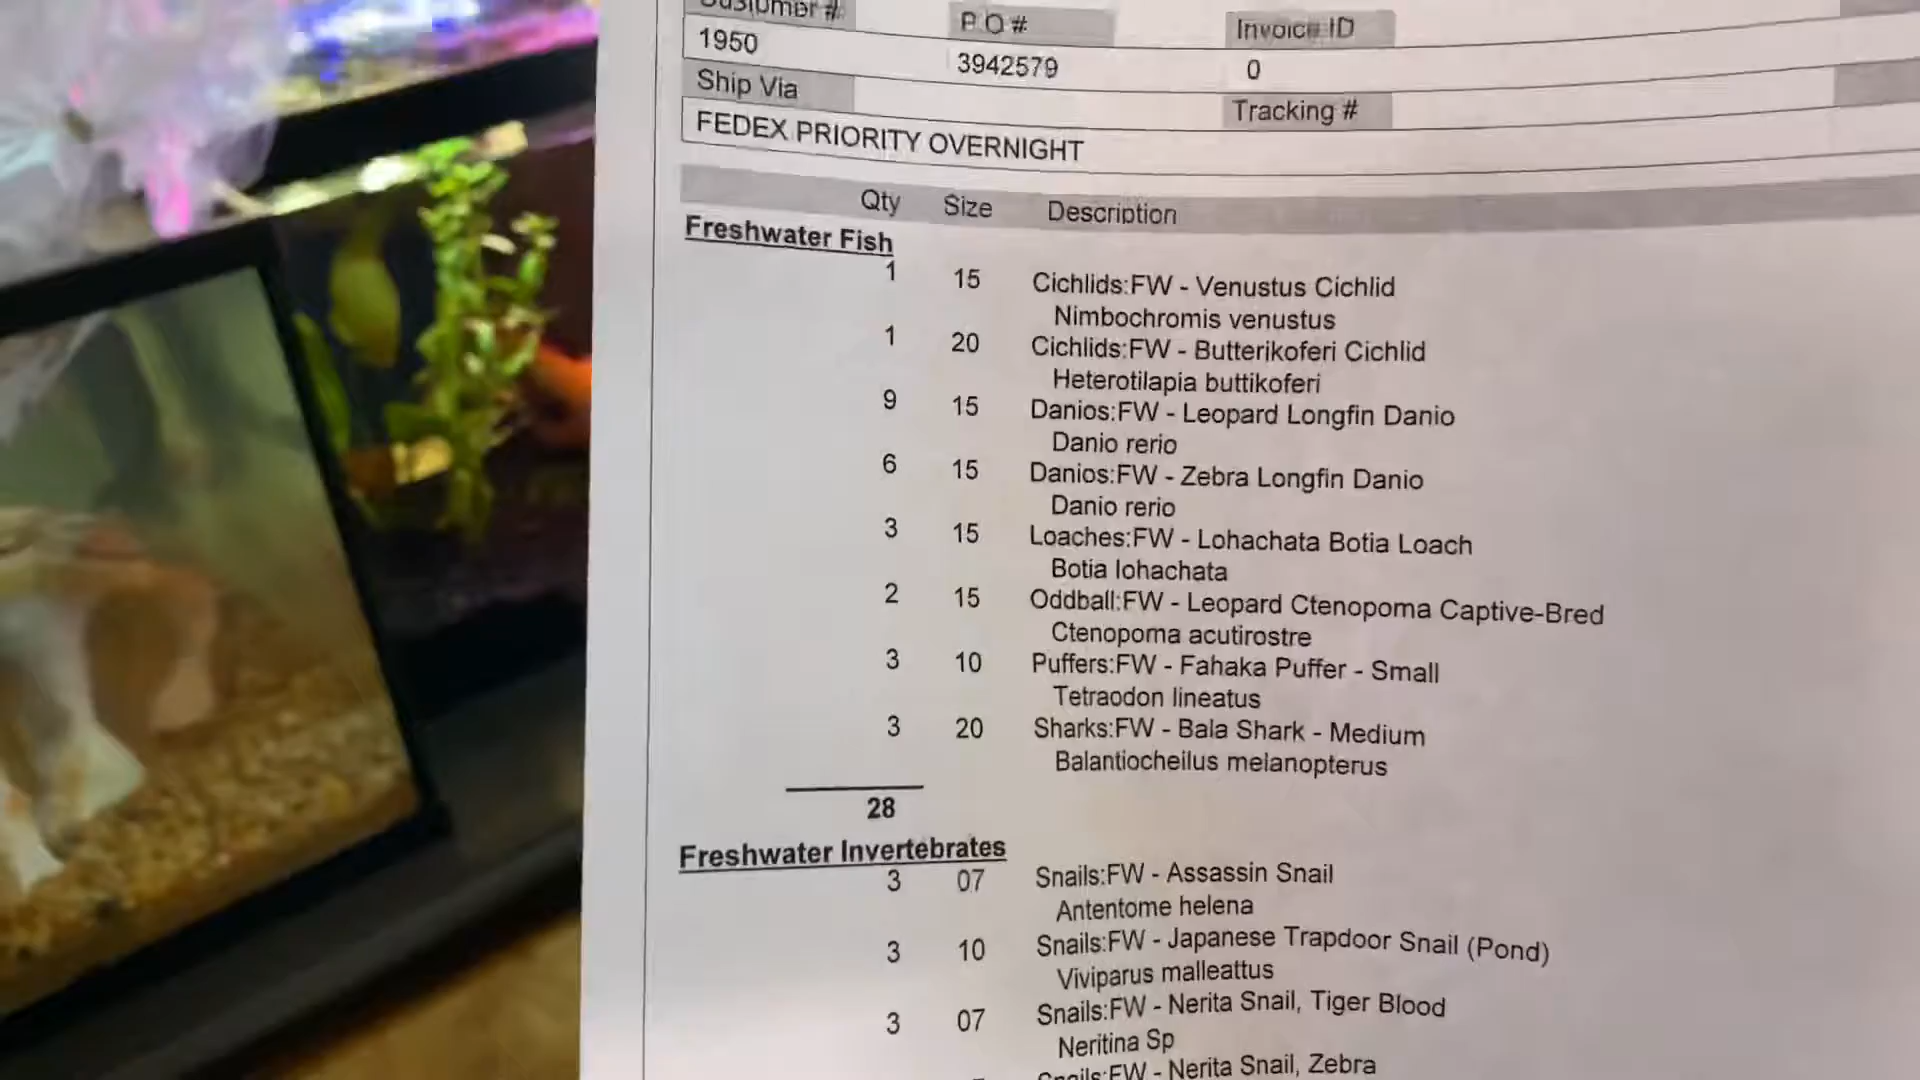 Customer #
P.O #
Invoice ID
1950
3942579
0
Ship Via
Tracking #
FEDEX PRIORITY OVERNIGHT
Qty Size Description
Freshwater Fish
1 15 Cichlids:FW - Venustus Cichlid
Nimbochromis venustus
1 20 Cichlids:FW - Butterikoferi Cichlid
Heterotilapia buttikoferi
9 15 Danios:FW - Leopard Longfin Danio
Danio rerio
6 15 Danios:FW - Zebra Longfin Danio
Danio rerio
3 15 Loaches:FW - Lohachata Botia Loach
Botia lohachata
2 15 Oddball:FW - Leopard Ctenopoma Captive-Bred
Ctenopoma acutirostre
3 10 Puffers:FW - Fahaka Puffer - Small
Tetraodon lineatus
3 20 Sharks:FW - Bala Shark - Medium
Balantiocheilus melanopterus
28
Freshwater Invertebrates
3 07 Snails:FW - Assassin Snail
Antentome helena
3 10 Snails:FW - Japanese Trapdoor Snail (Pond)
Viviparus malleattus
3 07 Snails:FW - Nerita Snail, Tiger Blood
Neritina Sp
Snails:FW - Nerita Snail, Zebra